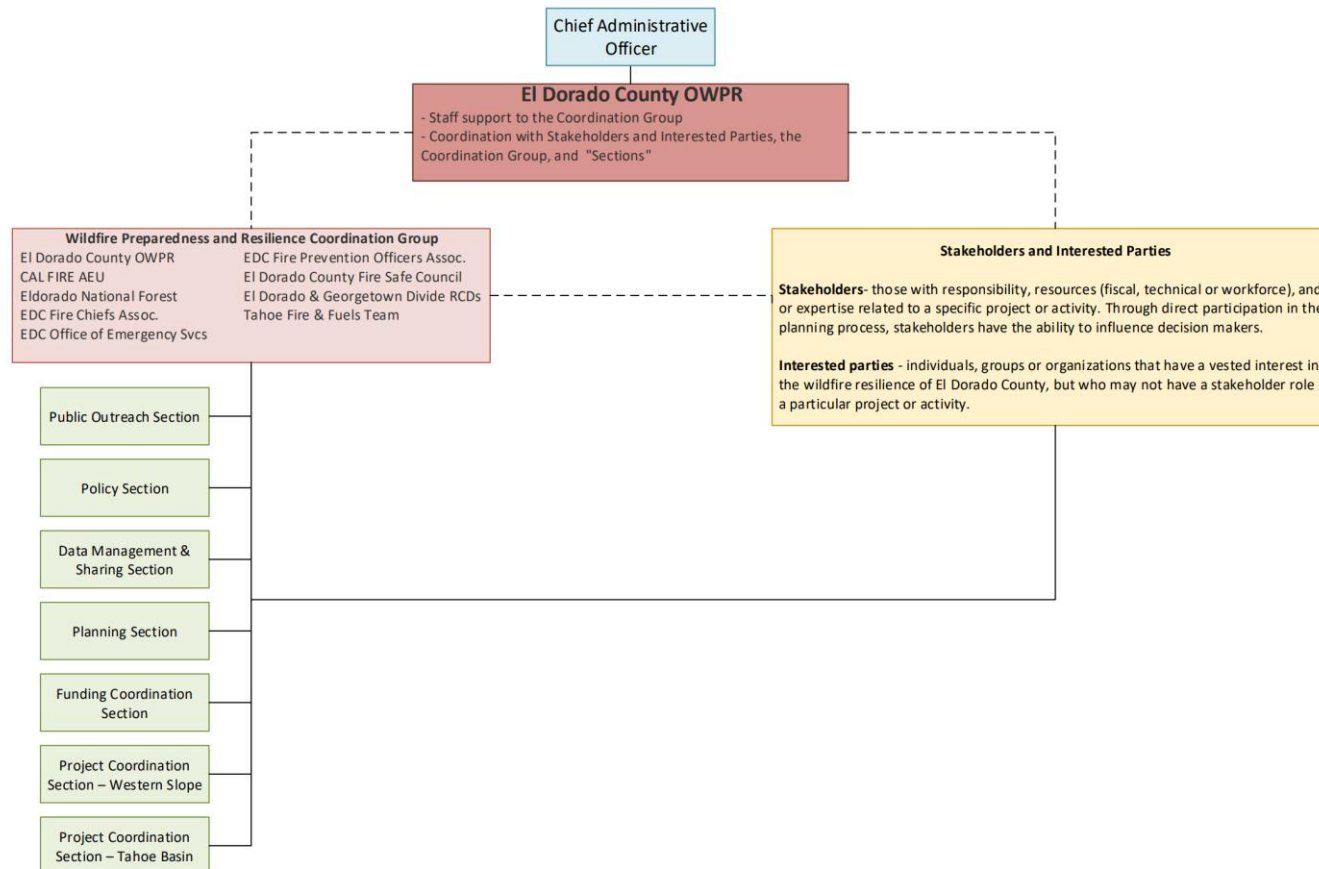 Chief Administrative
Officer
El Dorado County OWPR
- Staff support to the Coordination Group
- Coordination with Stakeholders and Interested Parties, the
Coordination Group, and "Sections"
Wildfire Preparedness and Resilience Coordination Group
El Dorado County OWPR
CAL FIRE AEU
Eldorado National Forest
EDC Fire Chiefs Assoc.
EDC Office of Emergency Svcs
EDC Fire Prevention Officers Assoc.
El Dorado County Fire Safe Council
El Dorado & Georgetown Divide RCDs
Tahoe Fire & Fuels Team
Stakeholders and Interested Parties
Stakeholders- those with responsibility, resources (fiscal, technical or workforce), and
or expertise related to a specific project or activity. Through direct participation in the
planning process, stakeholders have the ability to influence decision makers.
Interested parties - individuals, groups or organizations that have a vested interest in
the wildfire resilience of El Dorado County, but who may not have a stakeholder role
a particular project or activity.
Public Outreach Section
Policy Section
Data Management &
Sharing Section
Planning Section
Funding Coordination
Section
Project Coordination
Section – Western Slope
Project Coordination
Section – Tahoe Basin